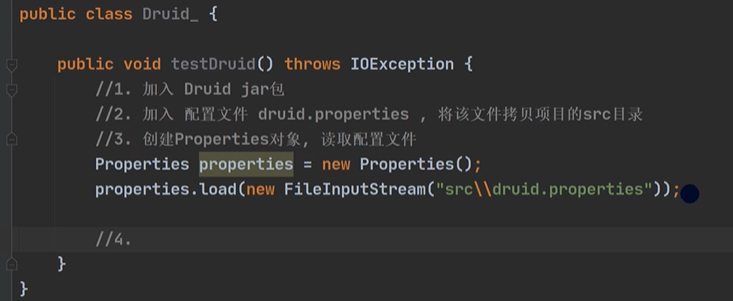 public class Druid_ {
public void testDruid() throws IOException {
//1. 加入 Druid jar包
//2. 加入 配置文件 druid.properties , 将该文件拷贝项目的src目录
//3. 创建Properties对象, 读取配置文件
Properties properties = new Properties();
properties.load(new FileInputStream("src\\druid.properties"));
//4.
}
}